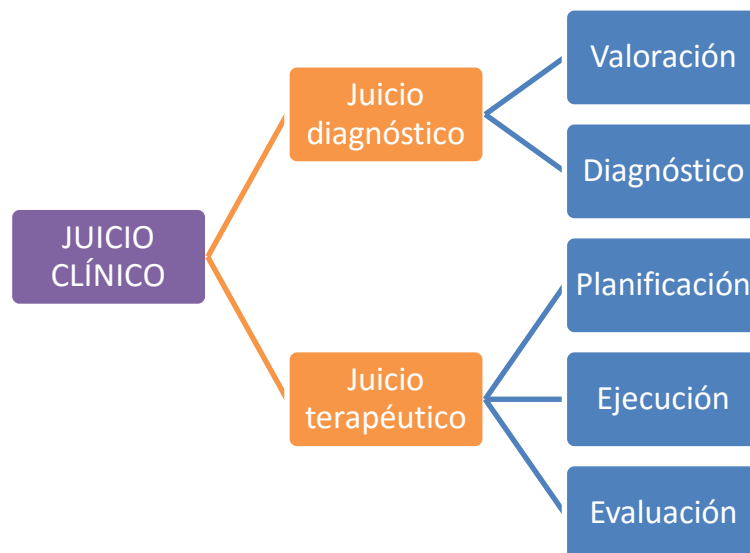 JUICIO
CLÍNICO
Juicio
diagnóstico
Valoración
Diagnóstico
Juicio
terapéutico
Planificación
Ejecución
Evaluación